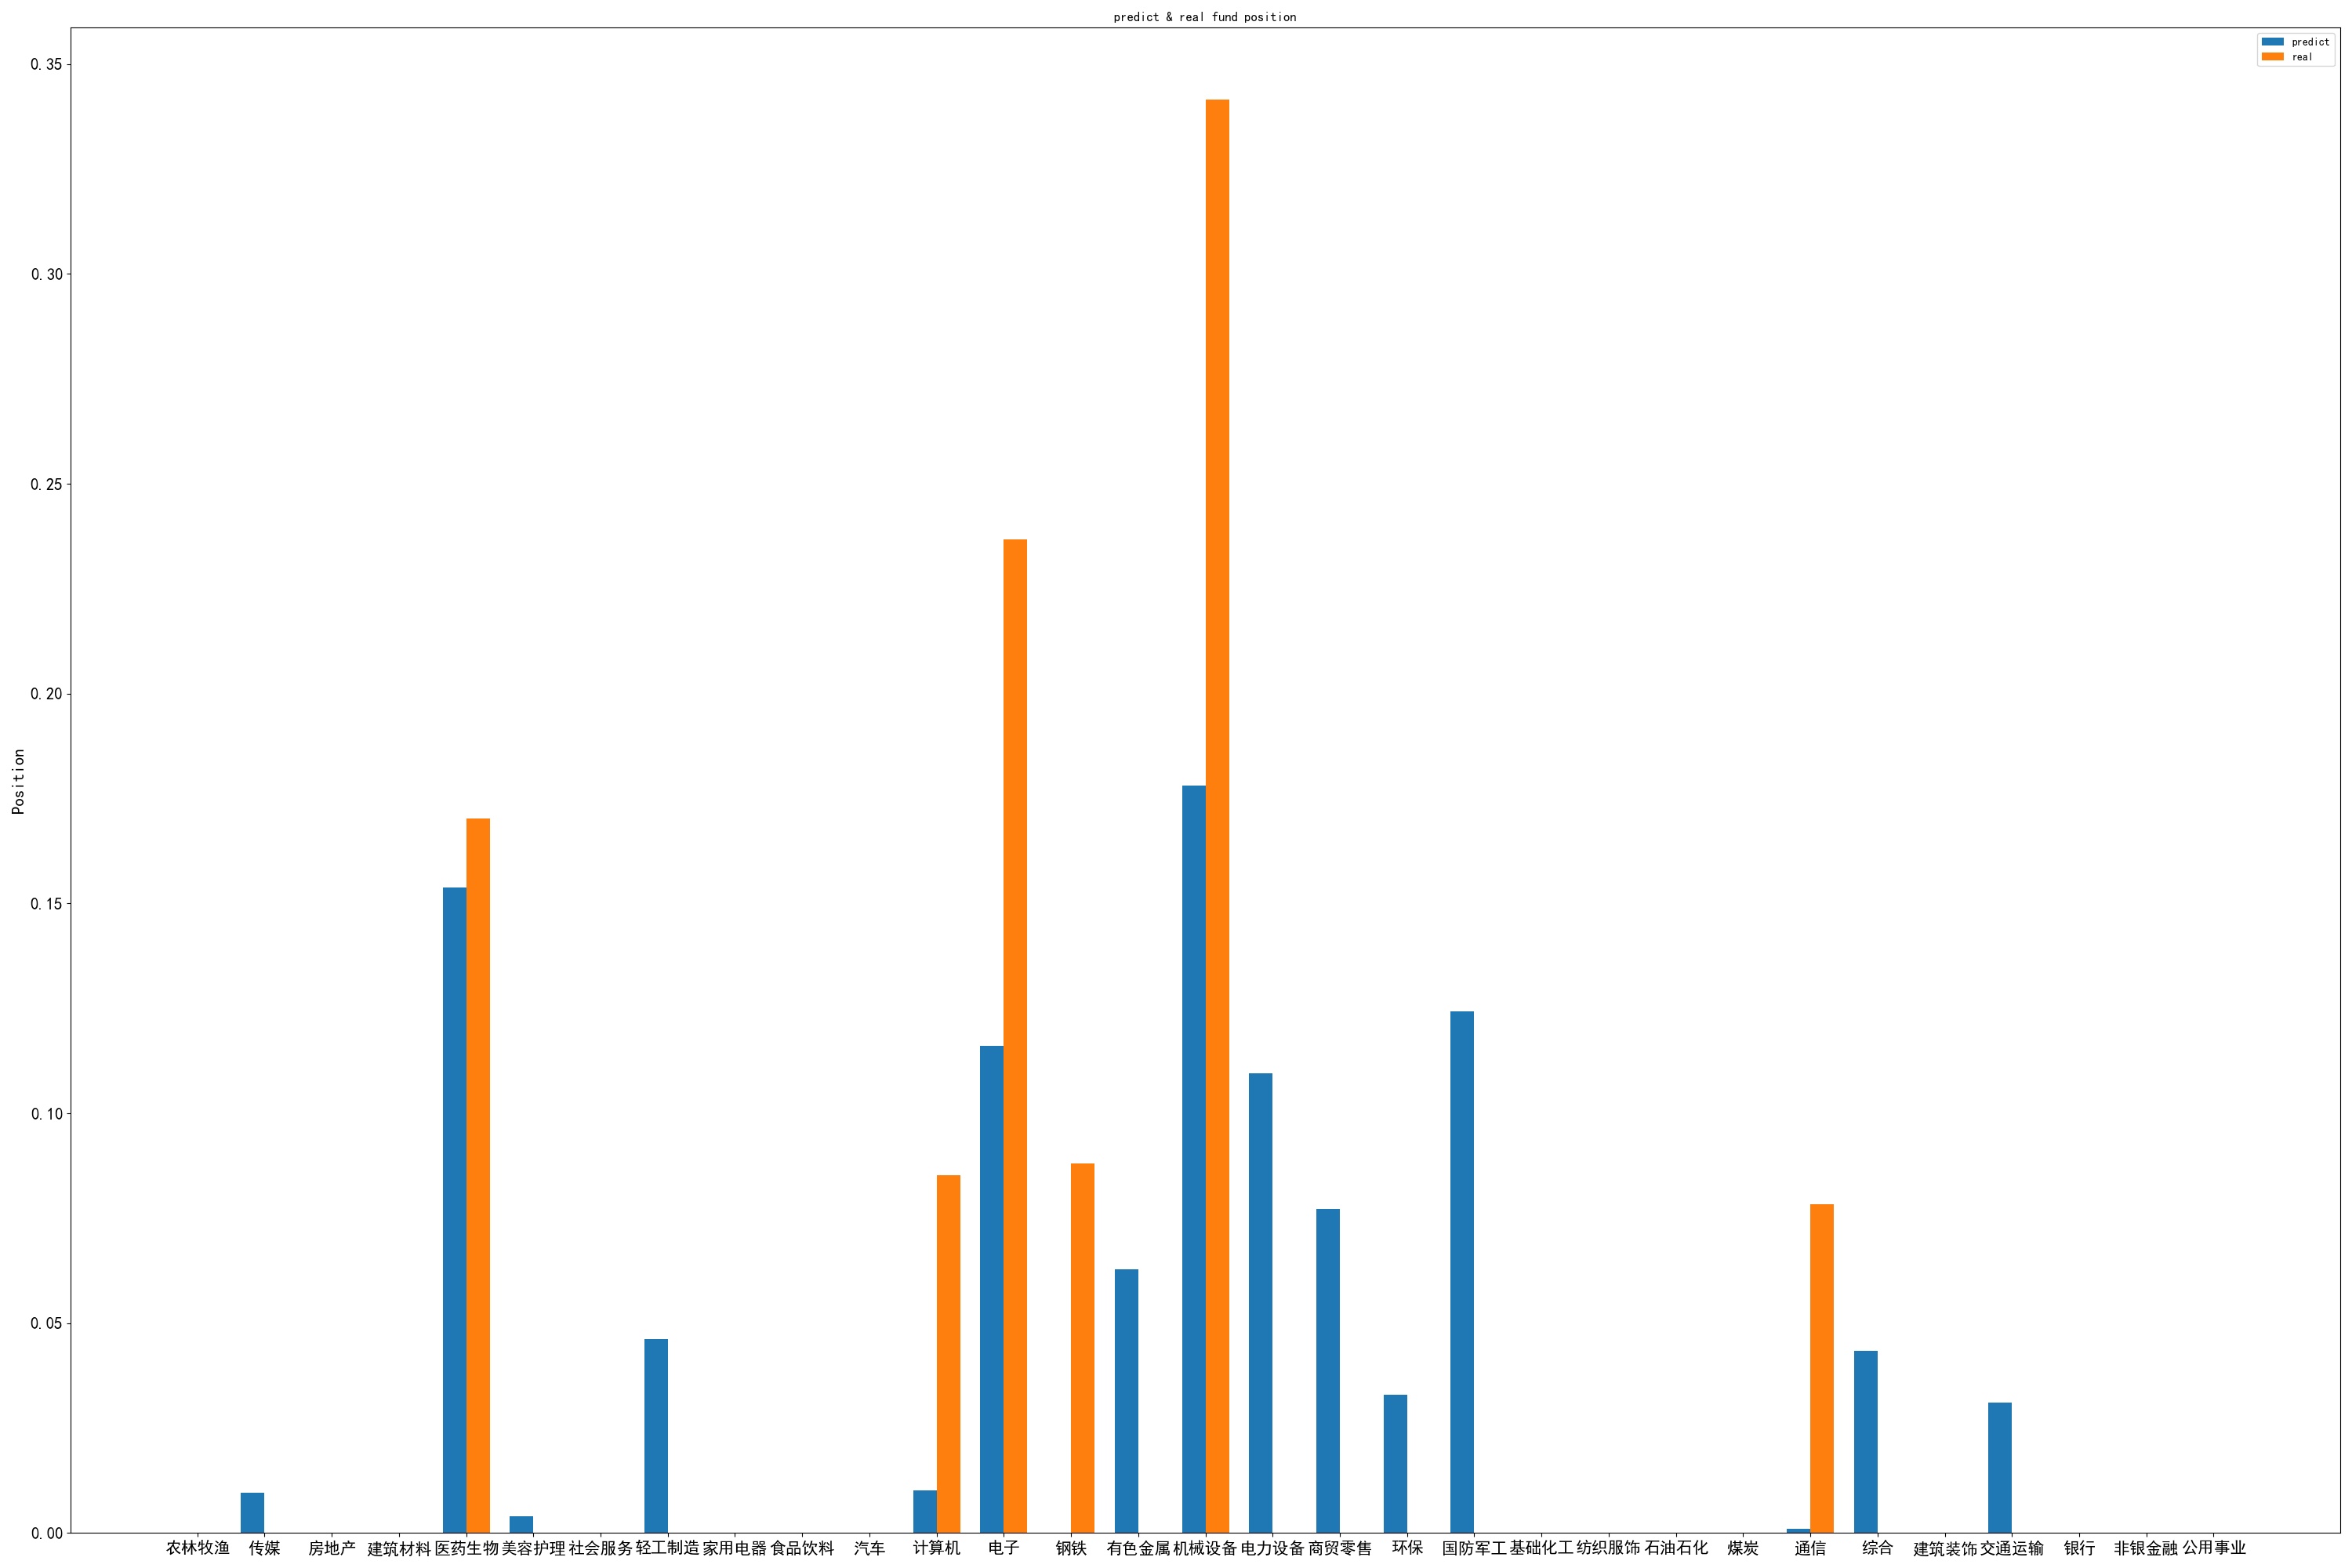 predict & real fund position
predict
real
0.35
0.30
0.25
0.20
0.15
0.10
0.05
0.00
Position
农林牧渔 传媒 房地产 建筑材料 医药生物 美容护理 社会服务 轻工制造 家用电器 食品饮料 汽车 计算机 电子 钢铁 有色金属 机械设备 电力设备 商贸零售 环保 国防军工 基础化工 纺织服饰 石油石化 煤炭 通信 综合 建筑装饰 交通运输 银行 非银金融 公用事业